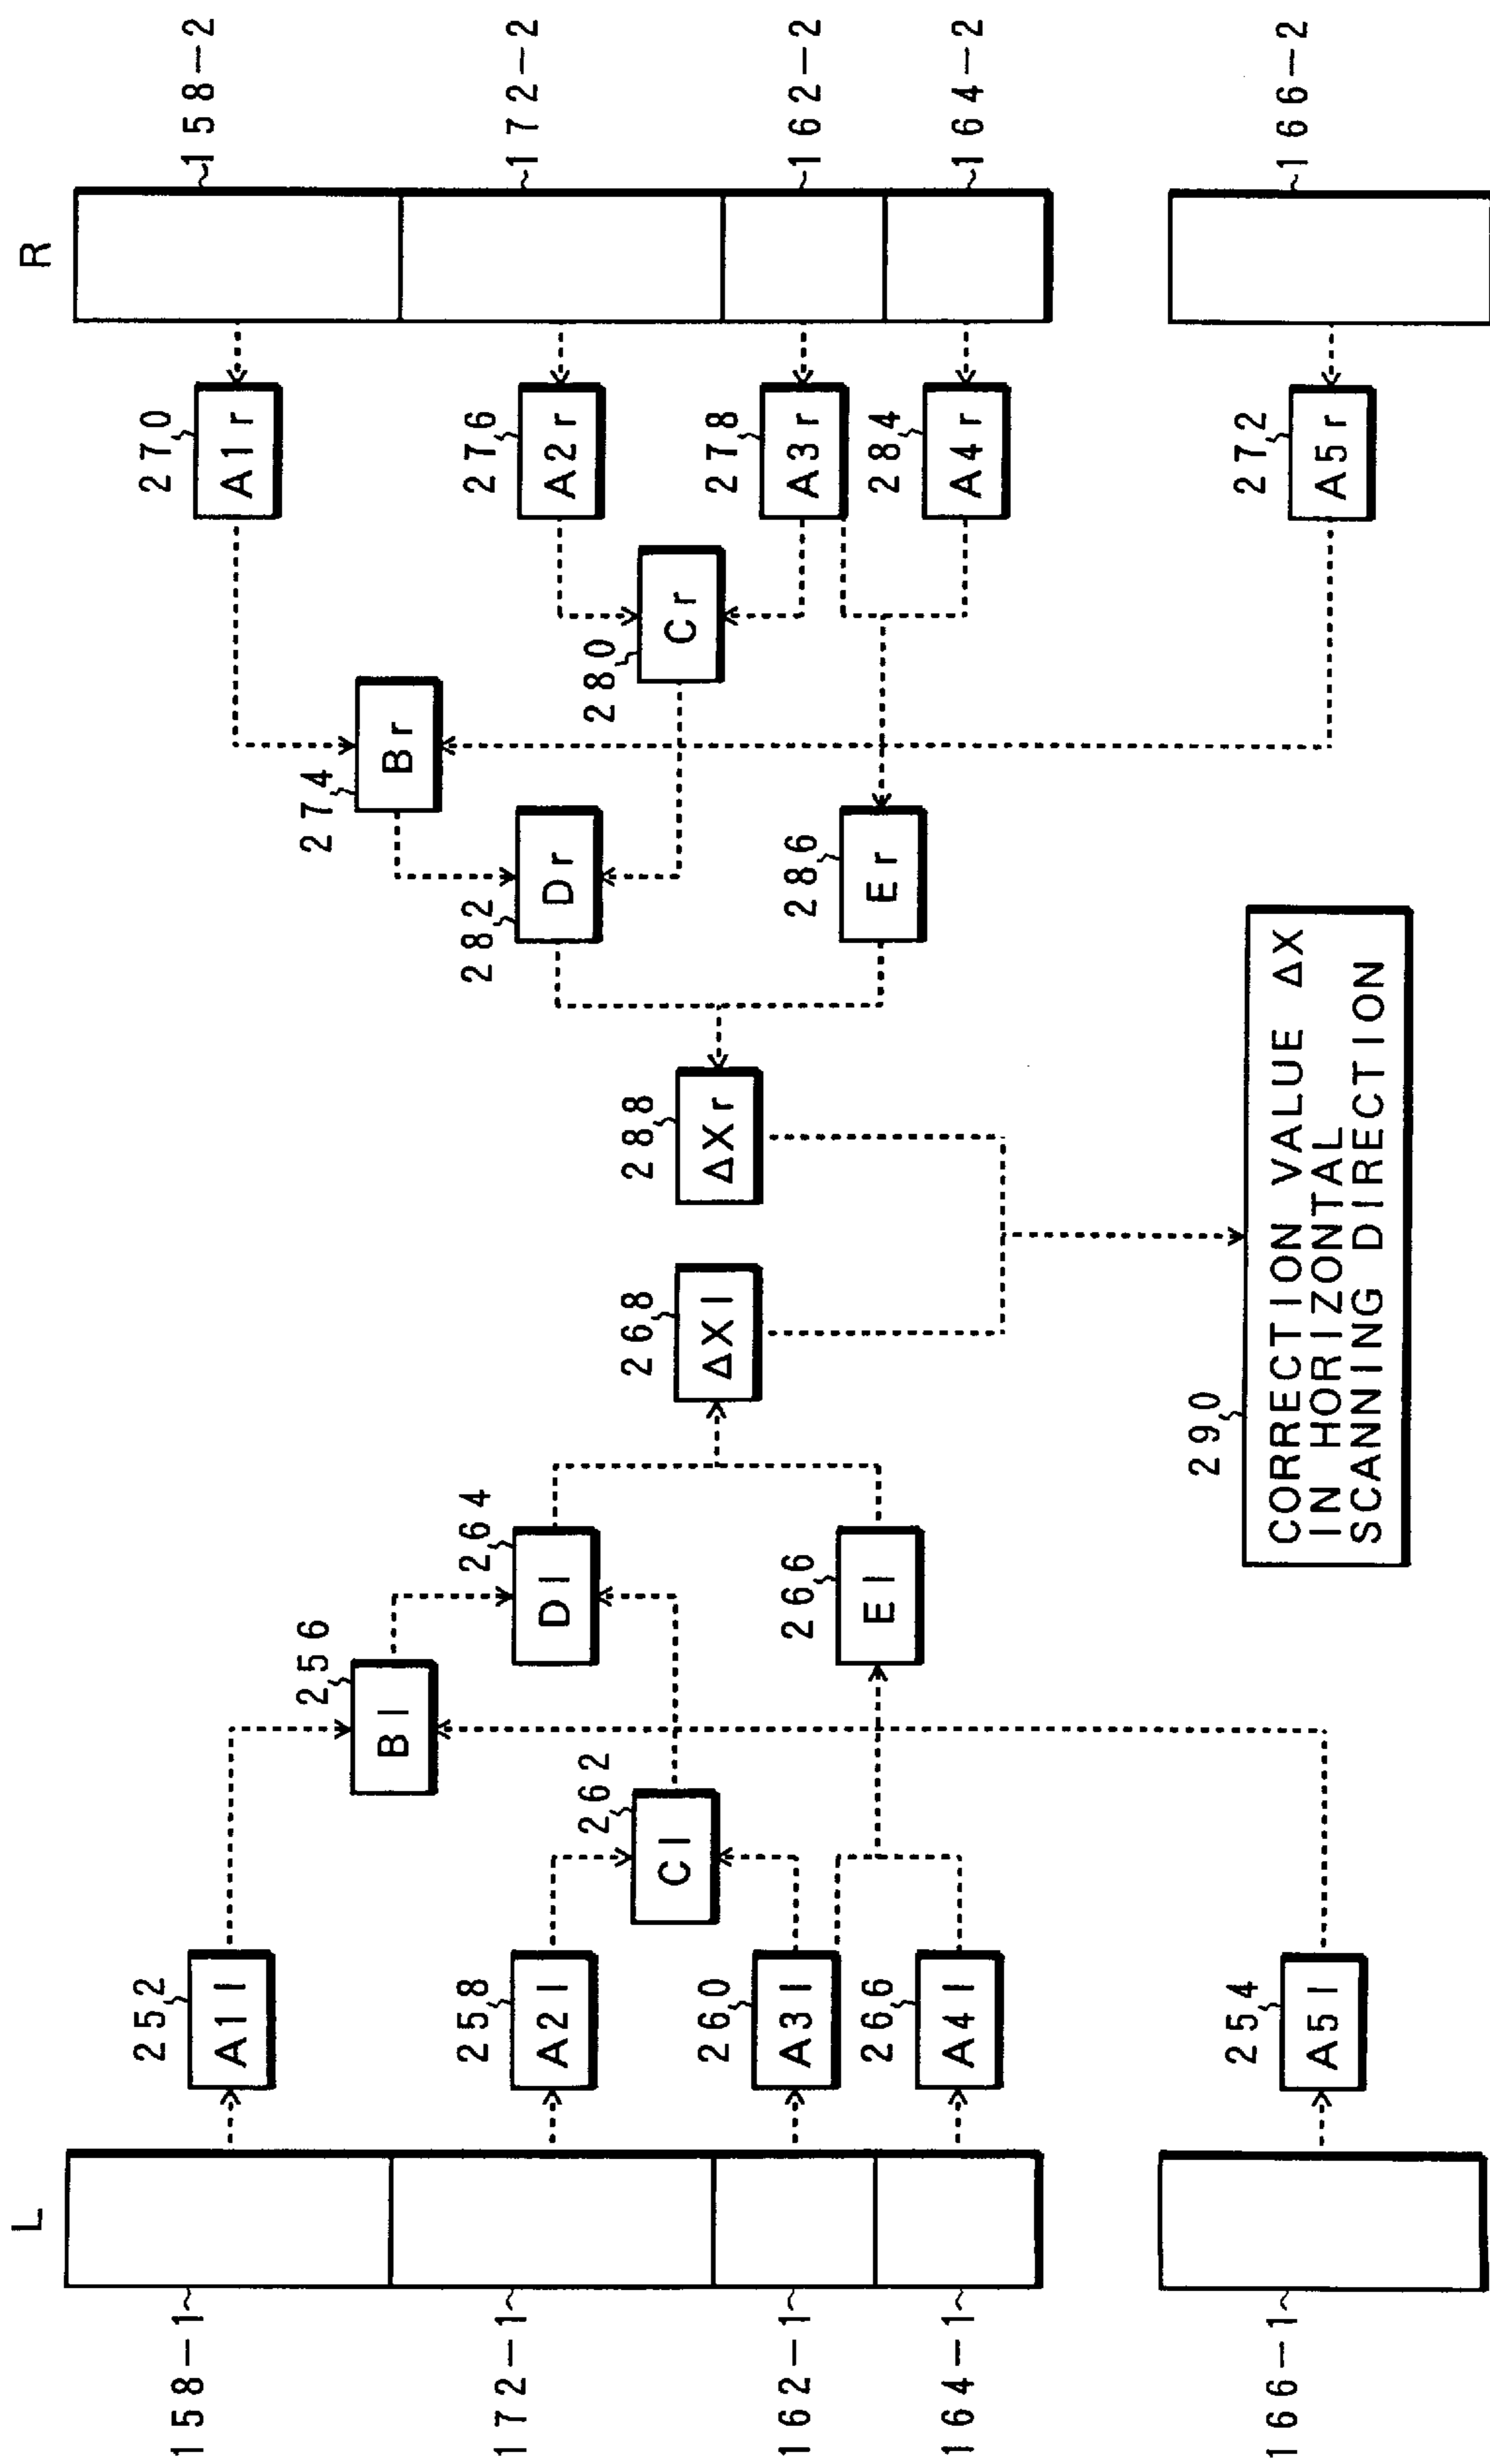 L
R
252
270
158-1
A1l
A1r
158-2
256
274
Bl
Br
258
264
282
276
172-1
A2l
Dl
Dr
A2r
172-2
262
280
Cl
Cr
268
288
ΔXl
ΔXr
260
278
162-1
A3l
A3r
162-2
266
266
286
284
164-1
A4l
El
Er
A4r
164-2
290
CORRECTION VALUE ΔX
IN HORIZONTAL
SCANNING DIRECTION
254
272
166-1
A5l
A5r
166-2